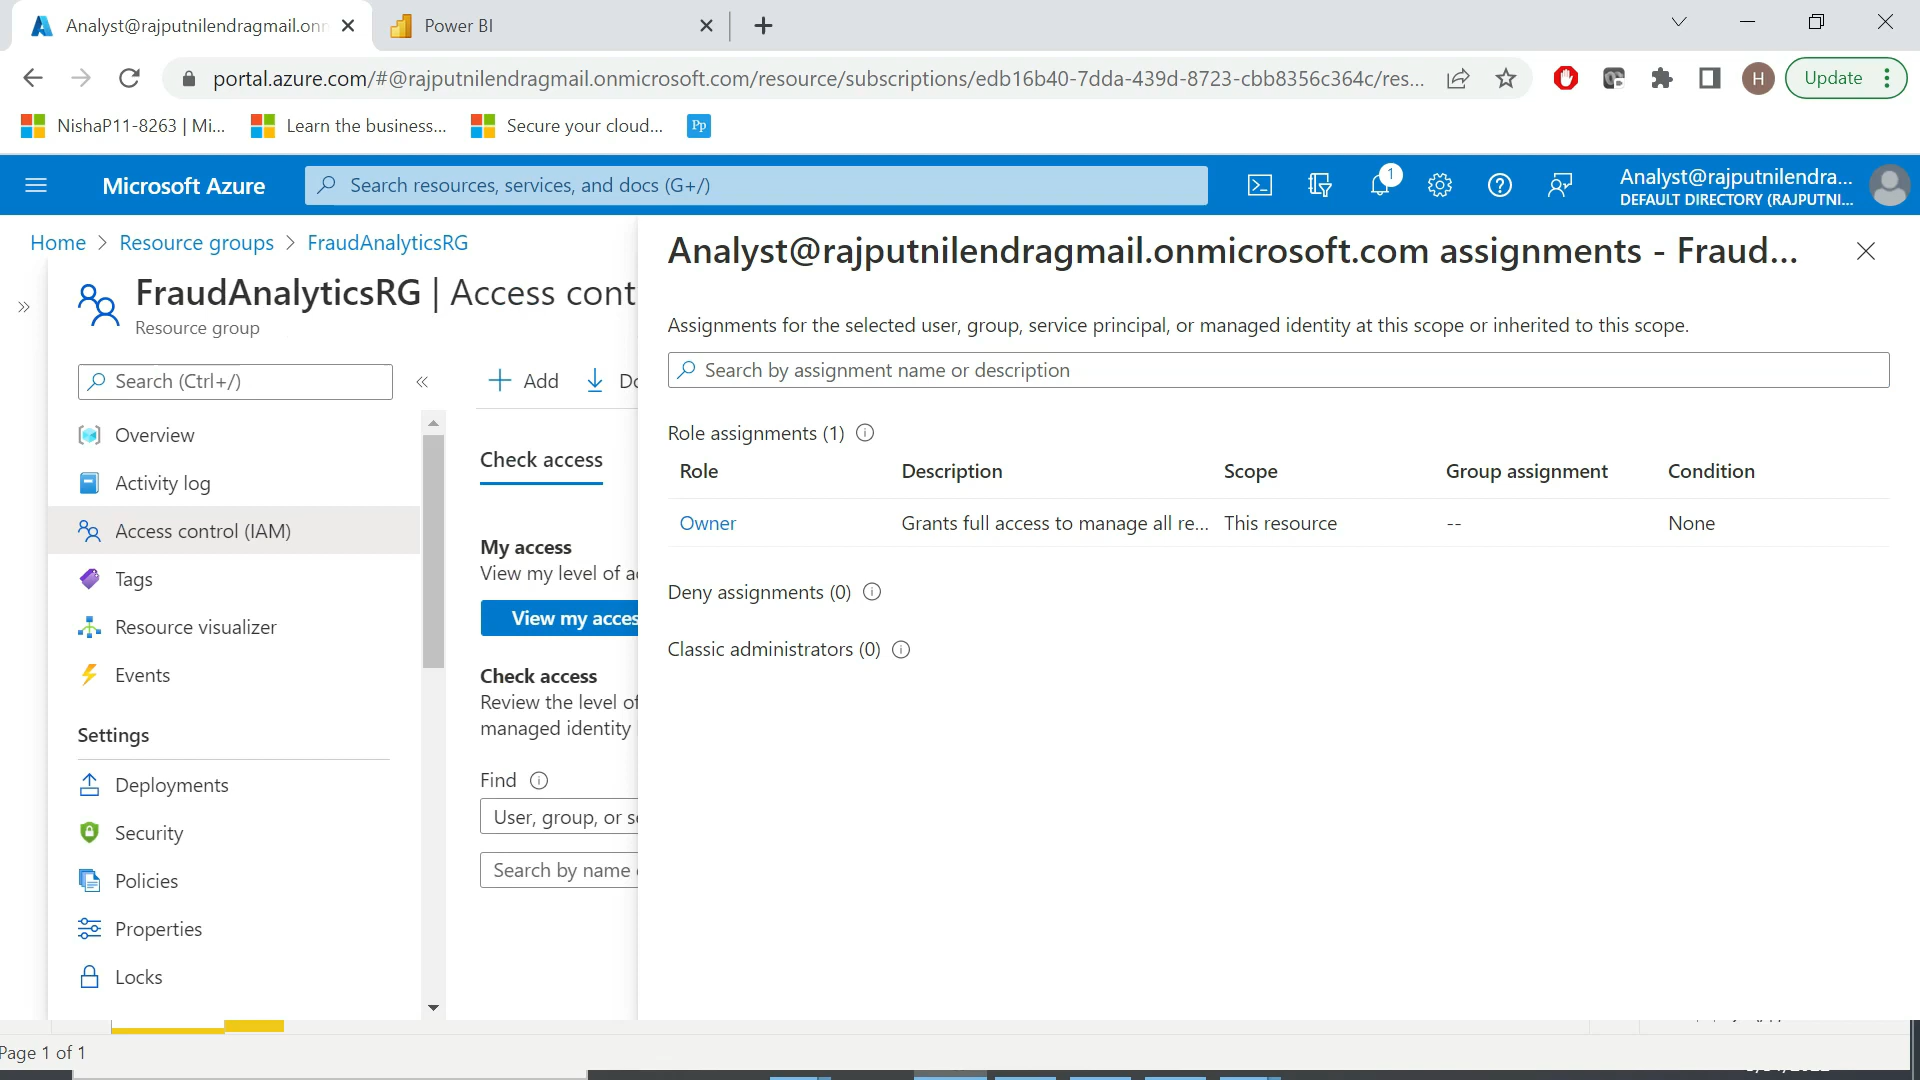 Analyst@rajputnilendragmail.onm
Power BI
portal.azure.com/#@rajputnilendragmail.onmicrosoft.com/resource/subscriptions/edb16b40-7dda-439d-8723-cbb8356c364c/res...
H
Update
NishaP11-8263 | Mi...
Learn the business...
Secure your cloud...
Pp
Microsoft Azure
Search resources, services, and docs (G+/)
1
Analyst@rajputnilendra...
DEFAULT DIRECTORY (RAJPUTNI...
Home > Resource groups > FraudAnalyticsRG
FraudAnalyticsRG | Access cont
Resource group
Search (Ctrl+/)
Overview
Activity log
Access control (IAM)
Tags
Resource visualizer
Events
Settings
Deployments
Security
Policies
Properties
Locks
Add
Do
Check access
My access
View my level of ac
View my acces
Check access
Review the level of
managed identity
Find
User, group, or se
Search by name
Analyst@rajputnilendragmail.onmicrosoft.com assignments - Fraud...
Assignments for the selected user, group, service principal, or managed identity at this scope or inherited to this scope.
Search by assignment name or description
Role assignments (1)
Role Description Scope Group assignment Condition
Owner Grants full access to manage all re... This resource -- None
Deny assignments (0)
Classic administrators (0)
Page 1 of 1